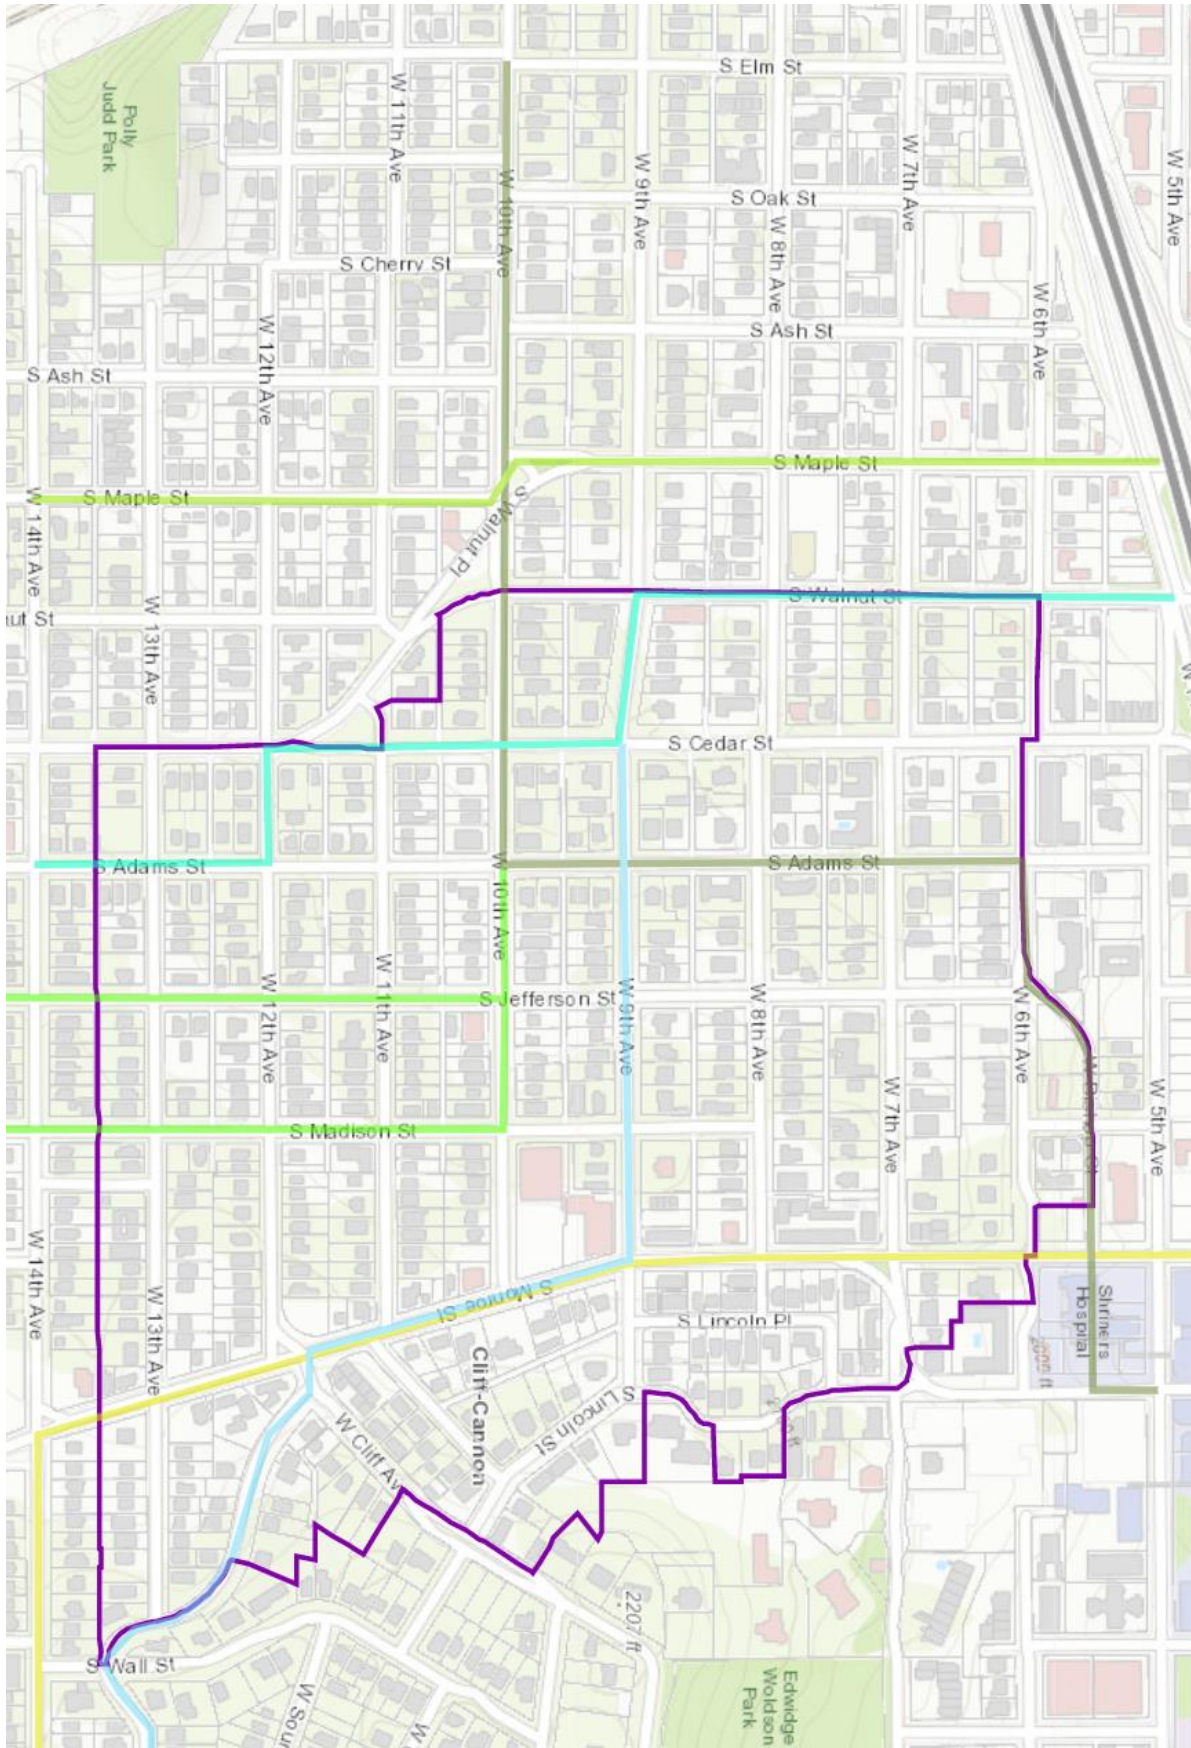 S Elm St
W 11th Ave
Polly
Judd Park
W 7th Ave
W 5th Ave
W 9th Ave
S Oak St
W 10th Ave
W 8th Ave
S Cherry St
W 6th Ave
W 12th Ave
S Ash St
S Ash St
S Maple St
S Maple St
W 14th Ave
S Walnut Pl
S Walnut St
ut St
W 13th Ave
S Cedar St
S Adams St
S Adams St
W 10th Ave
W 11th Ave
W 12th Ave
S Jefferson St
W 9th Ave
W 8th Ave
W 6th Ave
W 7th Ave
W 5th Ave
S Madison St
W 14th Ave
W 13th Ave
S Monroe St
S Lincoln Pl
Shriners
Hospital
Cliff-Cannon
S Lincoln St
W Cliff Av
2207 ft
S Wall St
W Sour
W
Edwidge
Woldson
Park